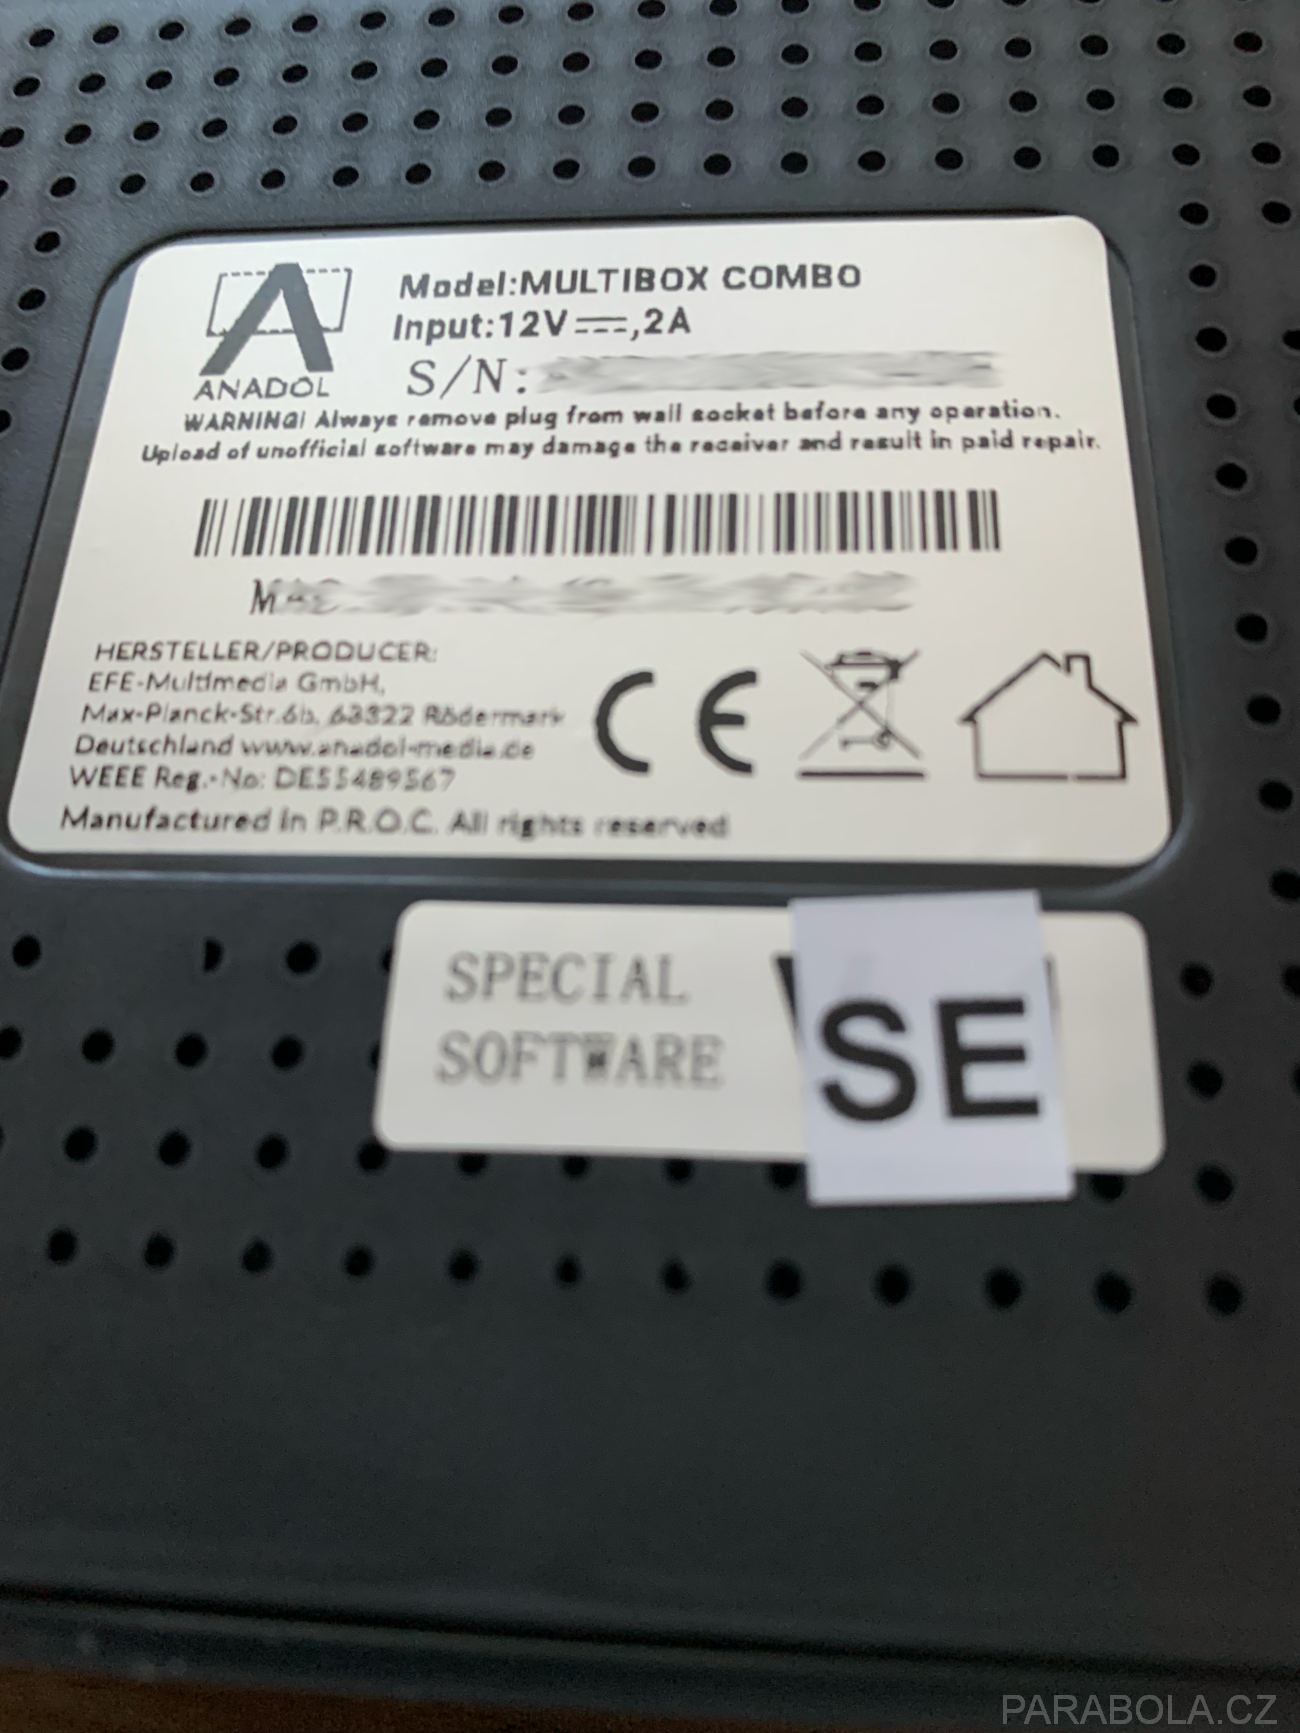 Model:MULTIBOX COMBO
Input:12V⎓,2A
ANADOL
S/N:
WARNING! Always remove plug from wall socket before any operation.
Upload of unofficial software may damage the receiver and result in paid repair.
HERSTELLER/PRODUCER:
EFE-Multimedia GmbH,
Max-Planck-Str.6b, 63322 Rödermark
Deutschland www.anadol-media.de
WEEE Reg.-No: DE55489567
Manufactured in P.R.O.C. All rights reserved
CE
SPECIAL
SOFTWARE
SE
PARABOLA.CZ